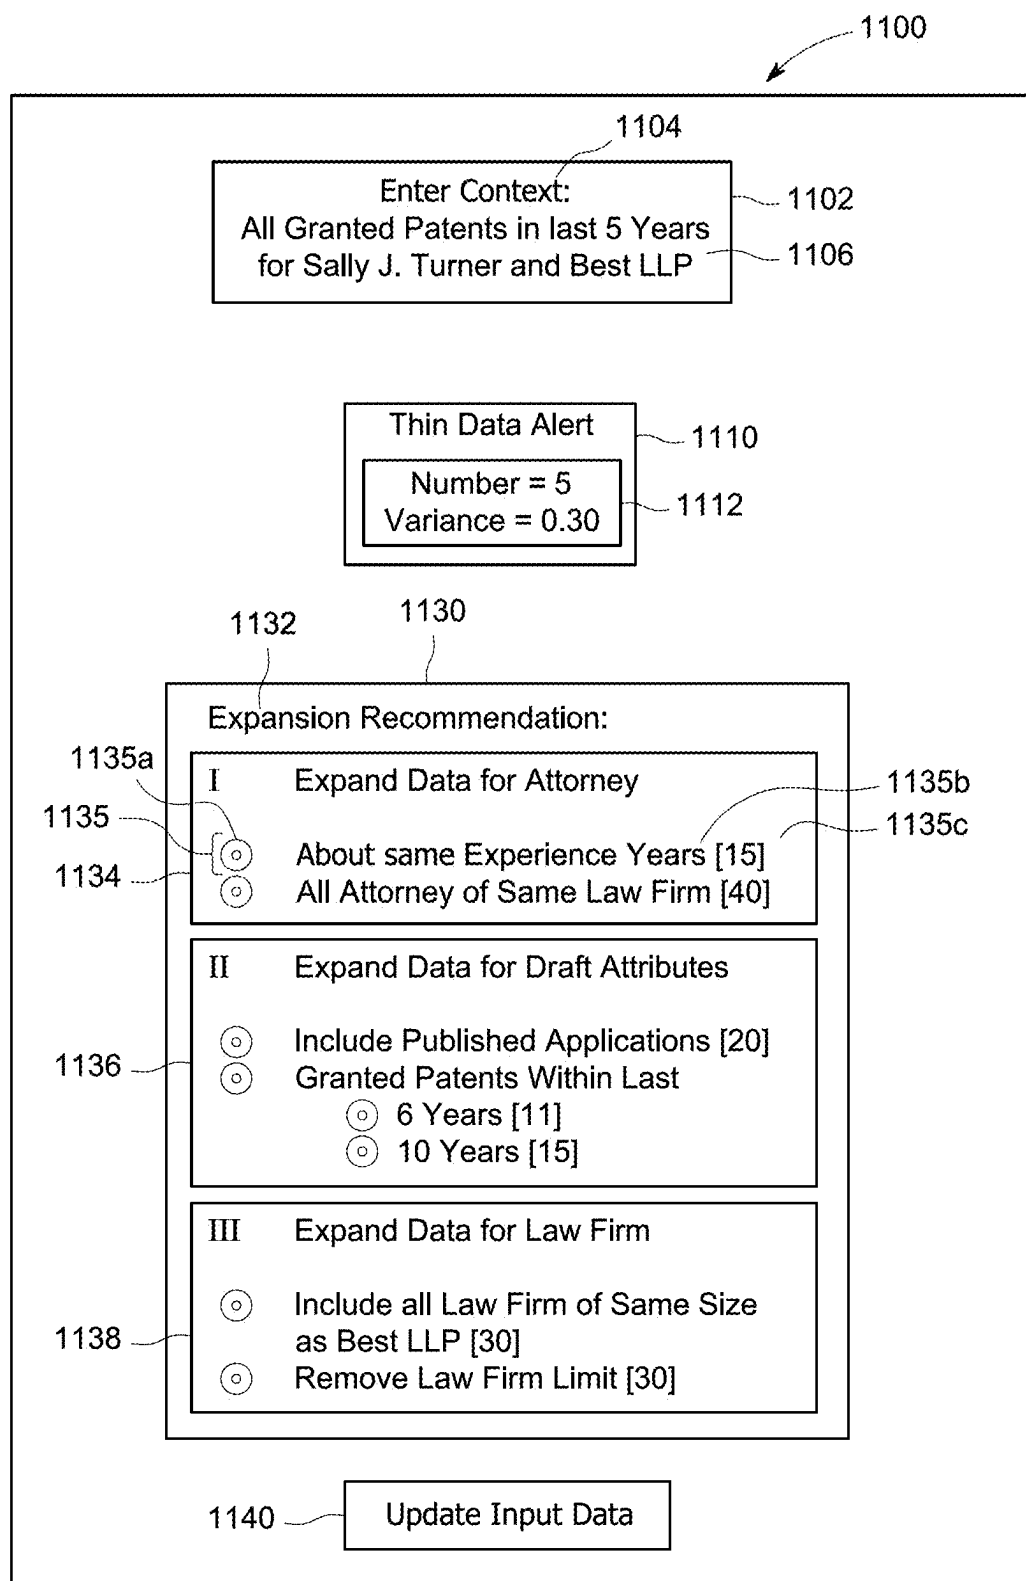 1100
1104
Enter Context:
1102
All Granted Patents in last 5 Years
1106
for Sally J. Turner and Best LLP
Thin Data Alert
1110
Number = 5
1112
Variance = 0.30
1130
1132
Expansion Recommendation:
1135a
I Expand Data for Attorney
1135b
1135
1135c
About same Experience Years [15]
1134
All Attorney of Same Law Firm [40]
II Expand Data for Draft Attributes
Include Published Applications [20]
1136
Granted Patents Within Last
6 Years [11]
10 Years [15]
III Expand Data for Law Firm
Include all Law Firm of Same Size
1138
as Best LLP [30]
Remove Law Firm Limit [30]
1140
Update Input Data